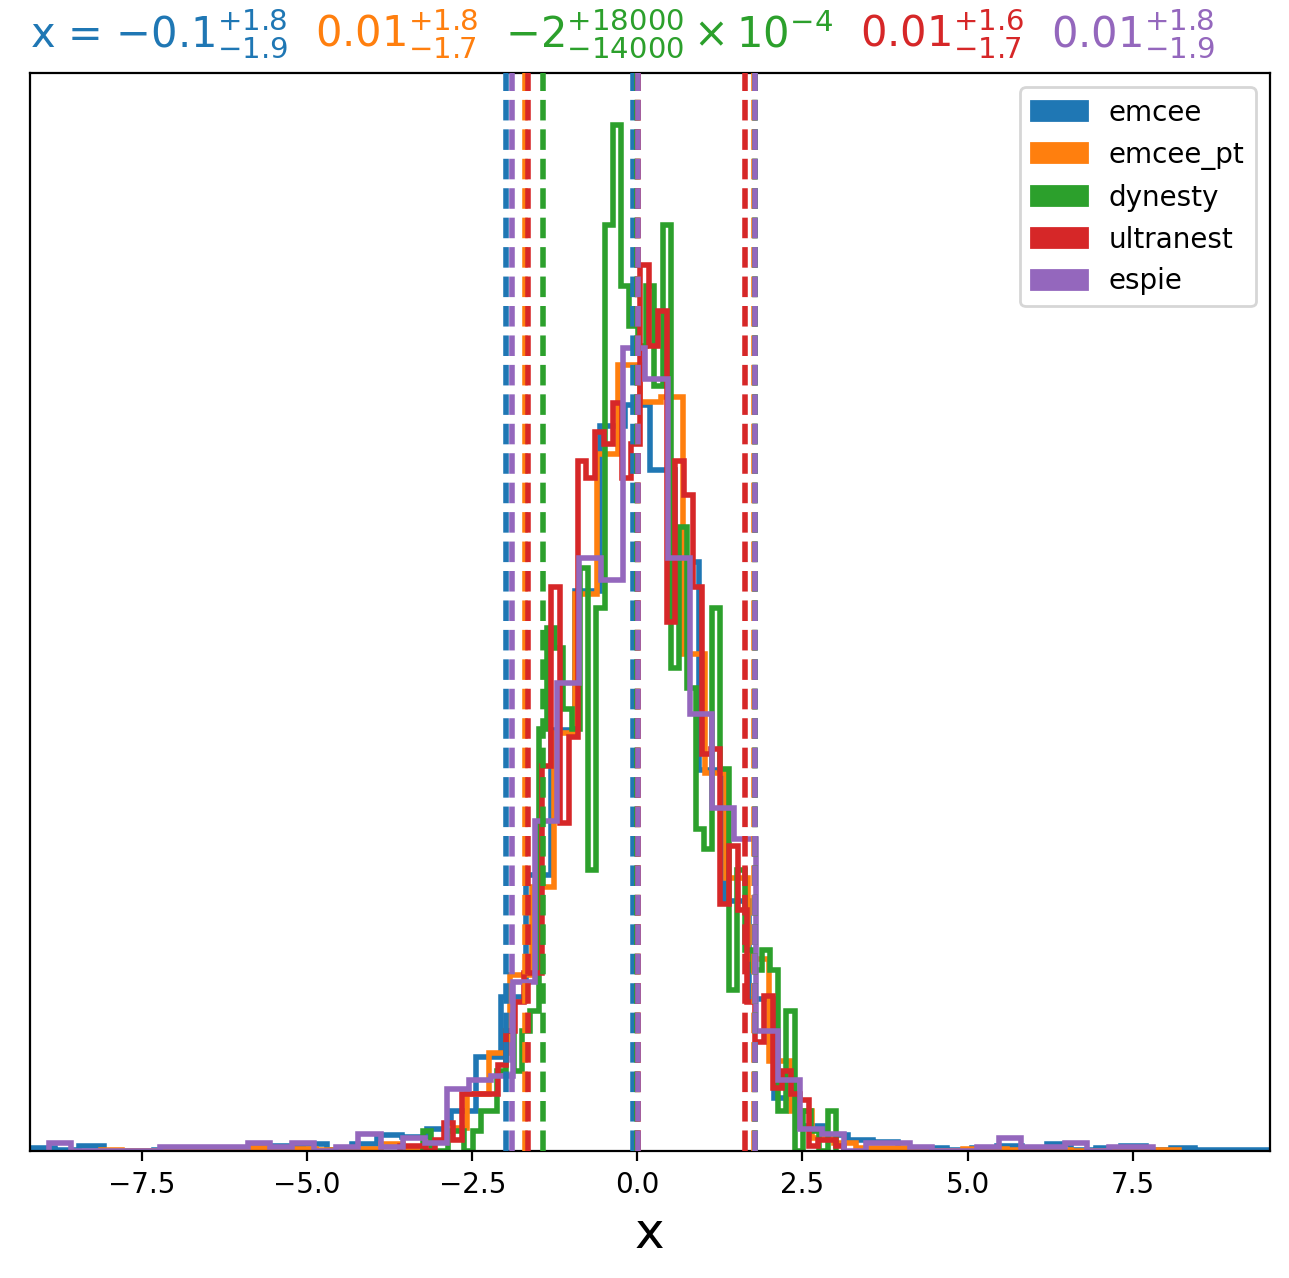 x = −0.1 +1.8 −1.9 0.01 +1.8 −1.7 −2 +18000 −14000 × 10−4 0.01 +1.6 −1.7 0.01 +1.8 −1.9
emcee
emcee_pt
dynesty
ultranest
espie
−7.5 −5.0 −2.5 0.0 2.5 5.0 7.5
x